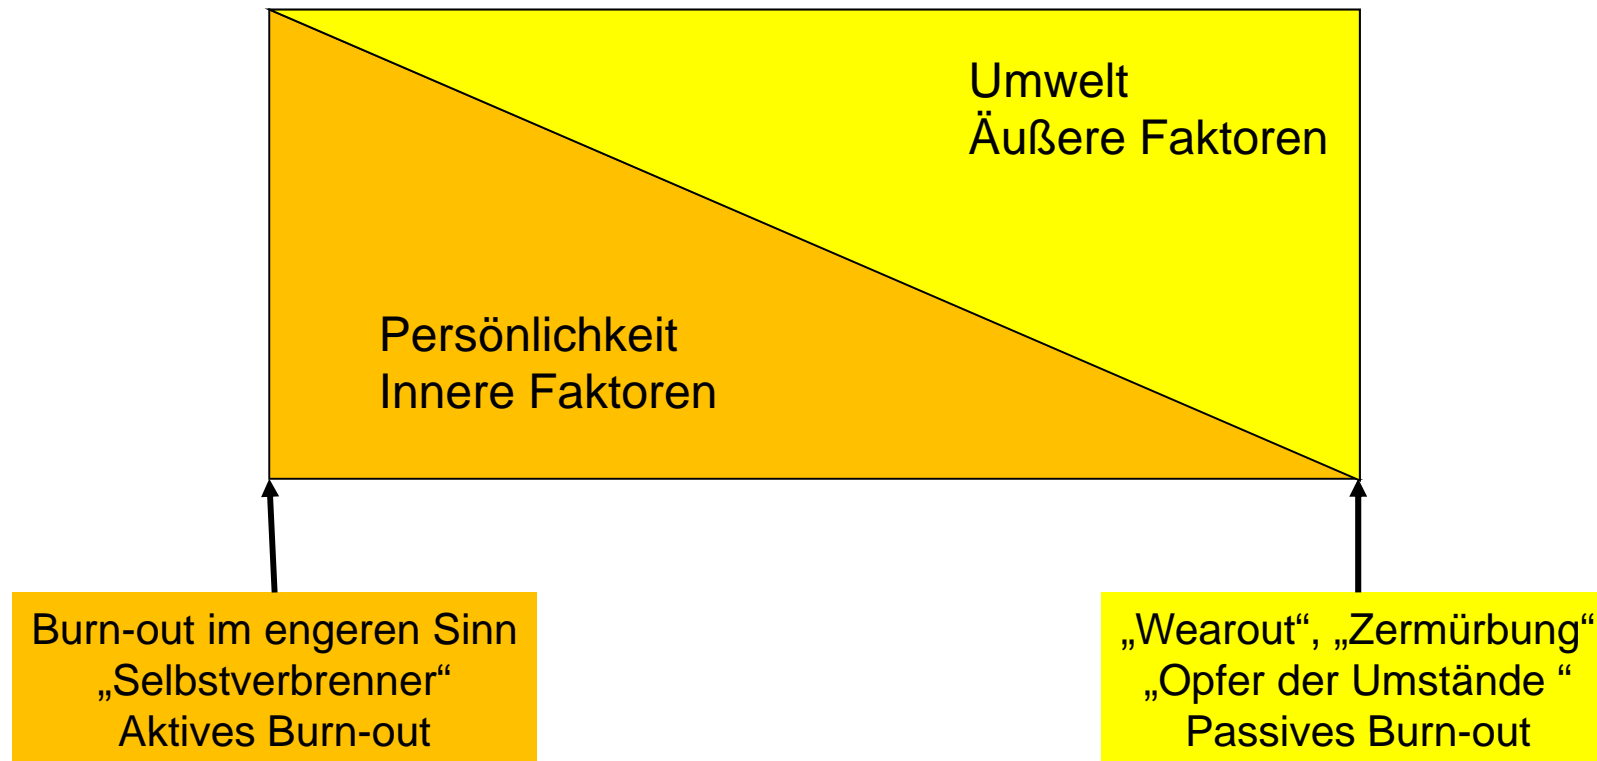 Umwelt
Äußere Faktoren
Persönlichkeit
Innere Faktoren
Burn-out im engeren Sinn
„Selbstverbrenner“
Aktives Burn-out
„Wearout“, „Zermürbung“
„Opfer der Umstände “
Passives Burn-out